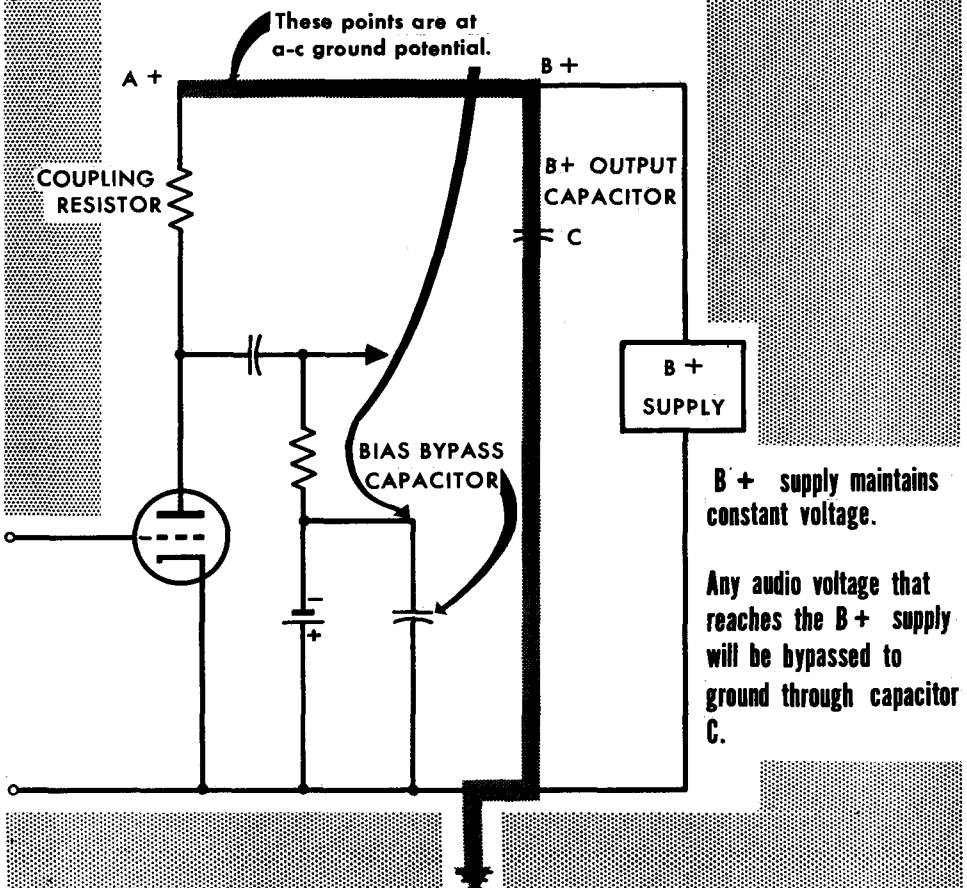 These points are at
a-c ground potential.
A +
B +
COUPLING
RESISTOR
B+ OUTPUT
CAPACITOR
C
B +
SUPPLY
BIAS BYPASS
CAPACITOR
−
+
B + supply maintains
constant voltage.
Any audio voltage that
reaches the B + supply
will be bypassed to
ground through capacitor
C.